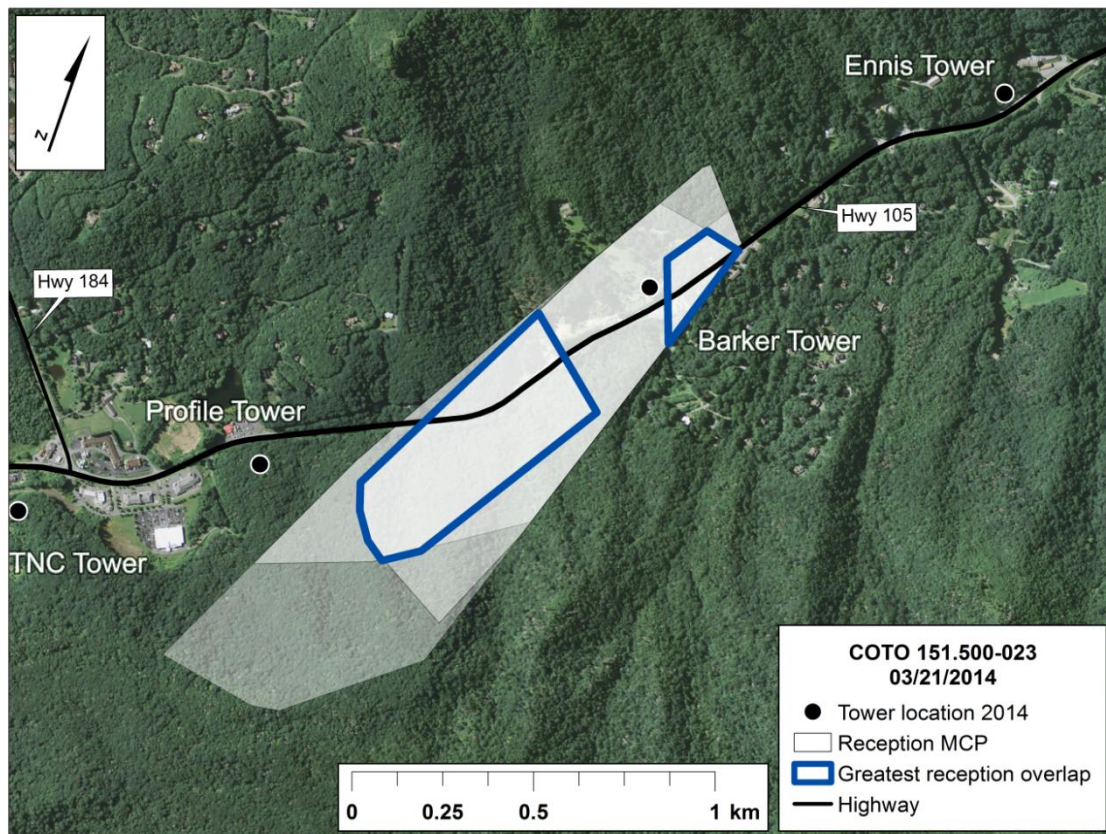 N
Ennis Tower
Hwy 105
Hwy 184
Barker Tower
Profile Tower
TNC Tower
COTO 151.500-023
03/21/2014
Tower location 2014
Reception MCP
Greatest reception overlap
Highway
0 0.25 0.5 1 km